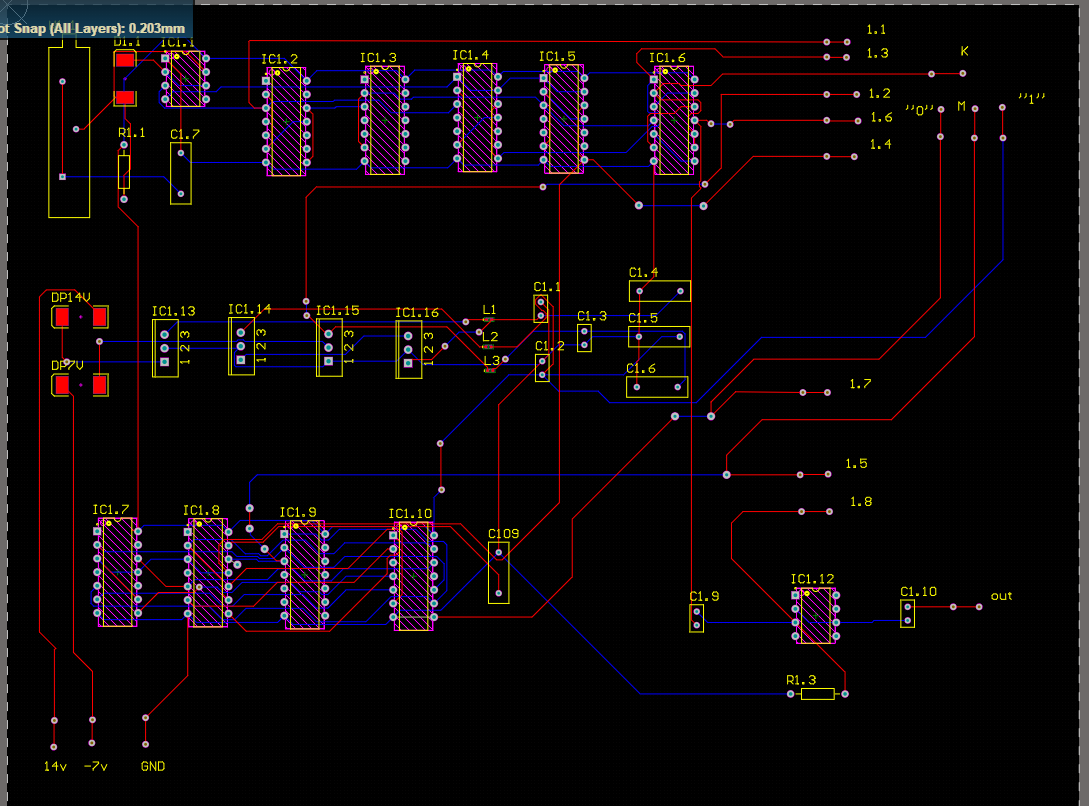 ot Snap (All Layers): 0.203mm
D1.1
IC1.1
IC1.2
IC1.3
IC1.4
IC1.5
IC1.6
1.1
1.3
K
1.2
,,0,,
M
,,1,,
1.6
1.4
R1.1
C1.7
DP14V
IC1.13
IC1.14
IC1.15
IC1.16
1 2 3
1 2 3
1 2 3
1 2 3
L1
L2
L3
C1.1
C1.2
C1.3
C1.4
C1.5
C1.6
DP7V
1.7
1.5
1.8
IC1.7
IC1.8
IC1.9
IC1.10
C109
IC1.12
C1.9
C1.10
out
R1.3
14v
-7v
GND